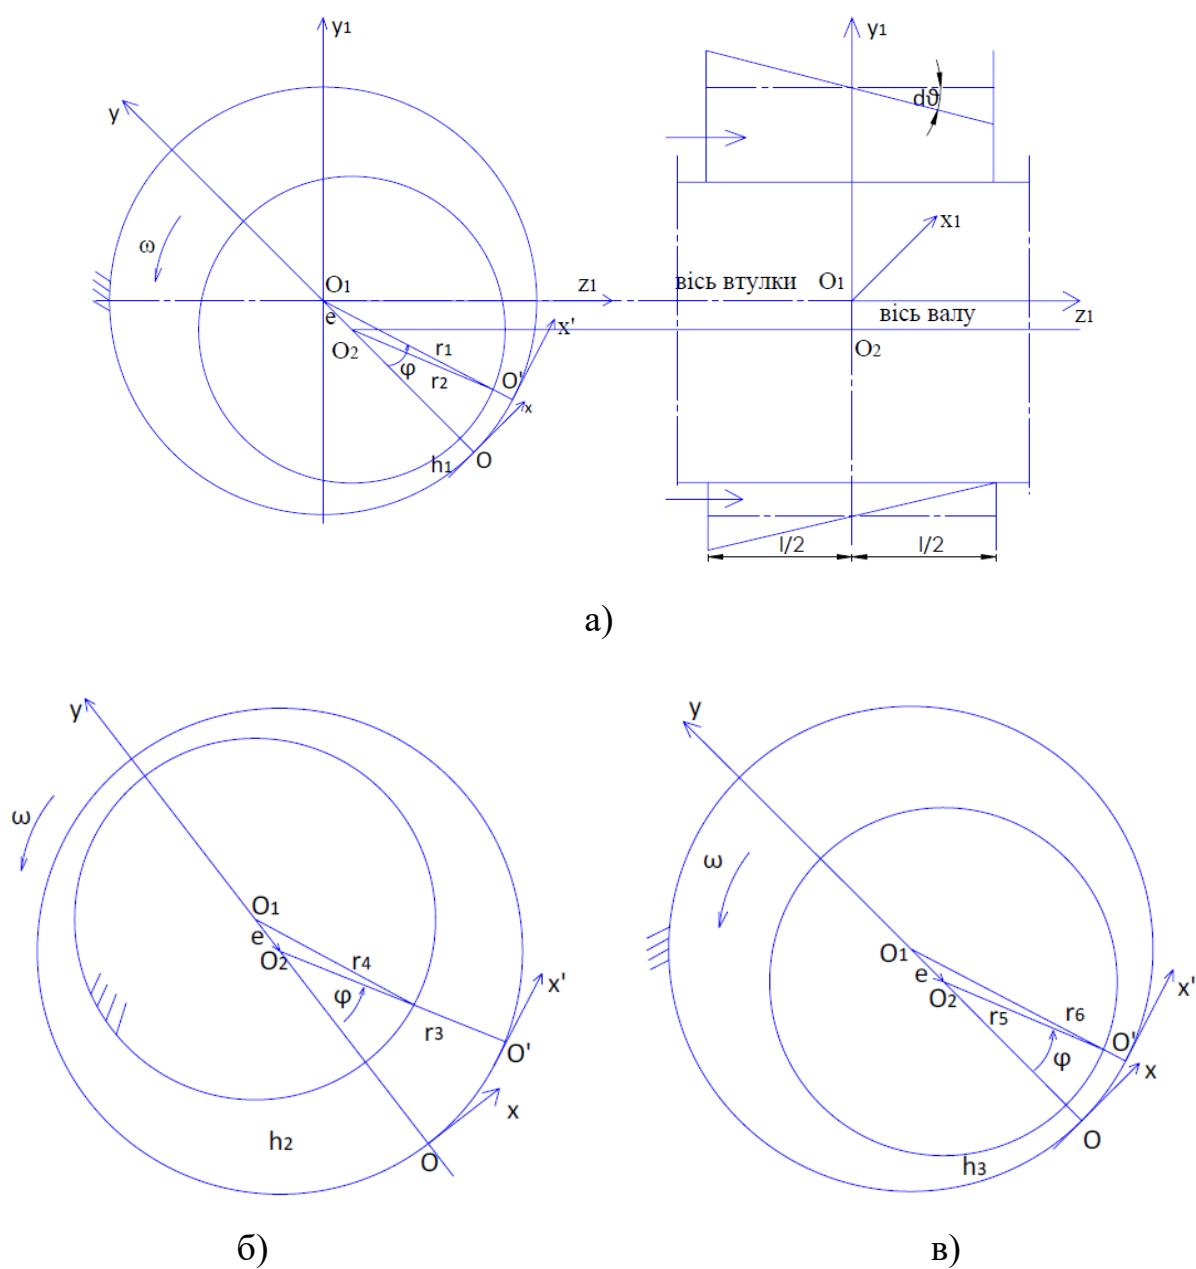 y₁
y
ω
O₁
z₁
e
O₂
r₁
r₂
φ
x'
O'
x
O
h₁
y₁
dϑ
x₁
вісь втулки
O₁
z₁
вісь валу
O₂
l/2
l/2
а)
y
ω
O₁
e
O₂
r₄
φ
r₃
x'
O'
x
h₂
O
б)
y
ω
O₁
e
O₂
r₅
r₆
φ
x'
O'
x
O
h₃
в)